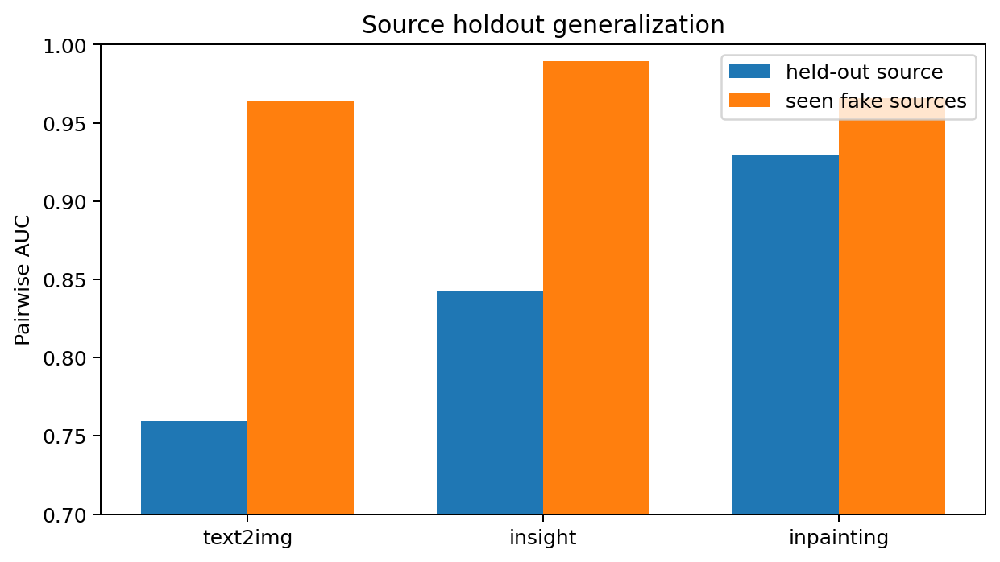 Source holdout generalization
1.00
0.95
0.90
0.85
0.80
0.75
0.70
Pairwise AUC
held-out source
seen fake sources
text2img
insight
inpainting